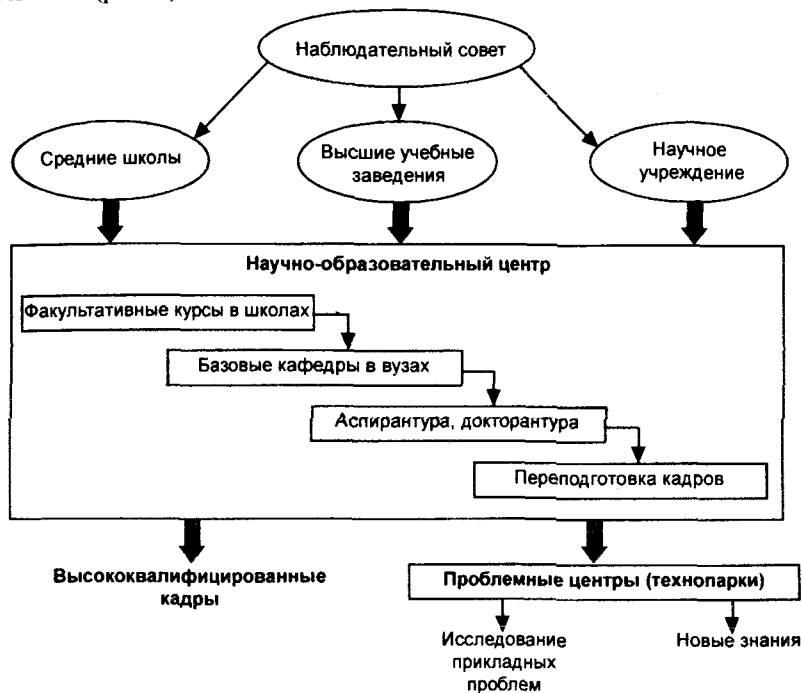 Наблюдательный совет
Средние школы
Высшие учебные
заведения
Научное
учреждение
Научно-образовательный центр
Факультативные курсы в школах
Базовые кафедры в вузах
Аспирантура, докторантура
Переподготовка кадров
Высококвалифицированные
кадры
Проблемные центры (технопарки)
Исследование
прикладных
проблем
Новые знания